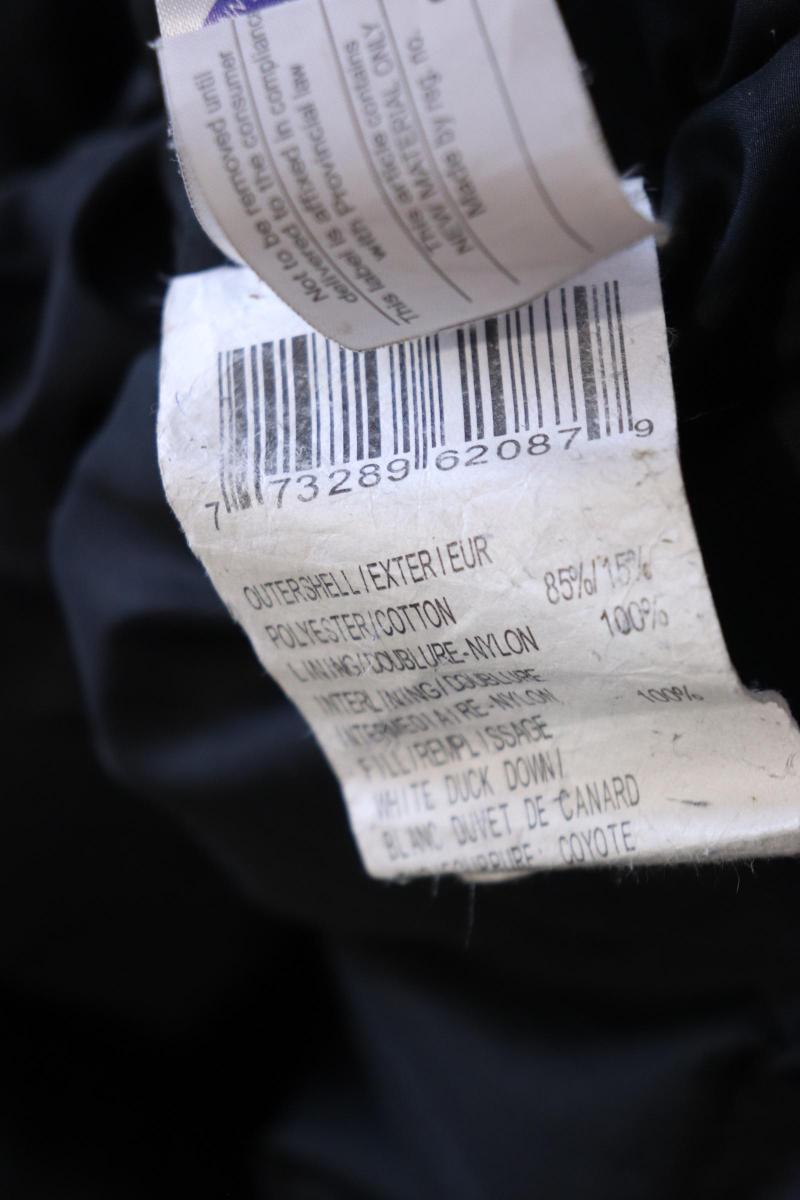 Not to be removed until
delivered to the consumer
This label is affixed in compliance
with Provincial law
This article contains
NEW MATERIAL ONLY
Made by reg. no.
7 73289 62087 9
OUTERSHELL/EXTERIEUR
POLYESTER/COTTON 85%/15%
LINING/DOUBLURE-NYLON 100%
INTERLINING/DOUBLURE
INTERMEDIAIRE-NYLON 100%
FILL/REMPLISSAGE
WHITE DUCK DOWN/
BLANC DUVET DE CANARD
FOURRURE: COYOTE